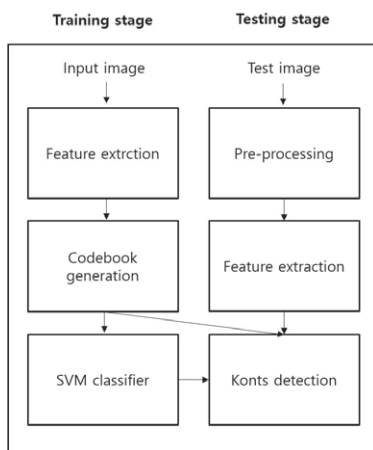 Training stage
Testing stage
Input image
Test image
Feature extrction
Pre-processing
Codebook
generation
Feature extraction
SVM classifier
Konts detection